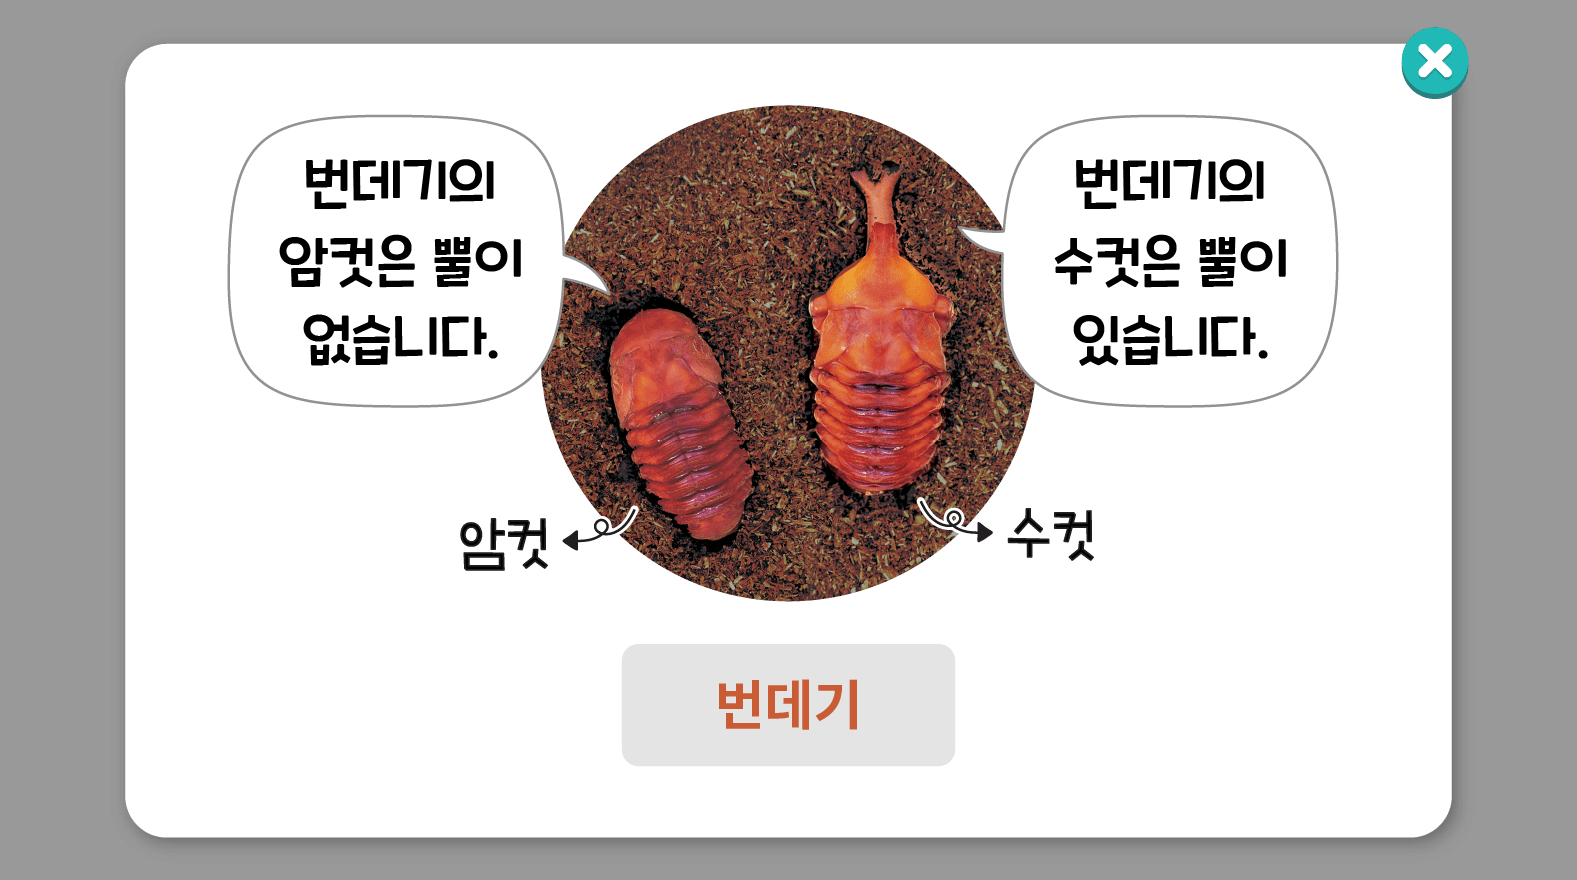 번데기의
암컷은 뿔이
없습니다.
번데기의
수컷은 뿔이
있습니다.
암컷
수컷
번데기